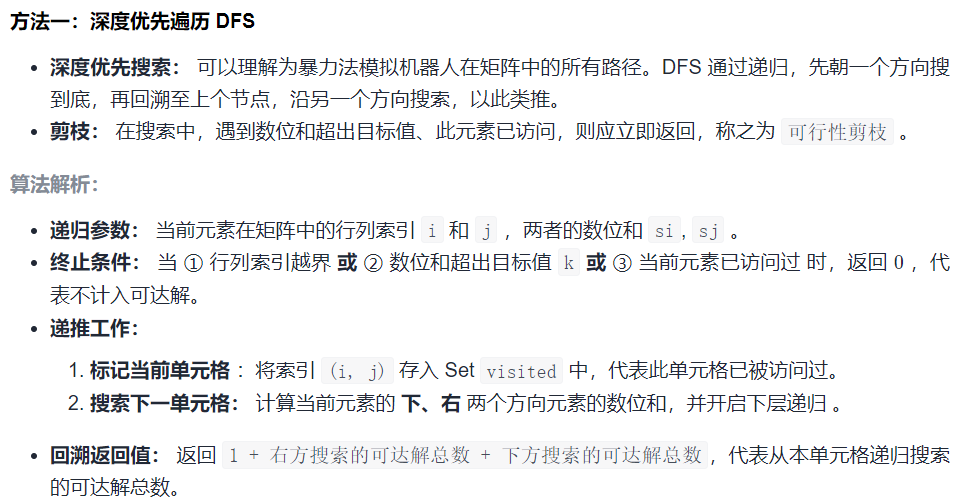 方法一：深度优先遍历 DFS
• 深度优先搜索： 可以理解为暴力法模拟机器人在矩阵中的所有路径。DFS 通过递归，先朝一个方向搜
到底，再回溯至上个节点，沿另一个方向搜索，以此类推。
• 剪枝： 在搜索中，遇到数位和超出目标值、此元素已访问，则应立即返回，称之为 可行性剪枝 。
算法解析：
• 递归参数： 当前元素在矩阵中的行列索引 i 和 j ，两者的数位和 si, sj 。
• 终止条件： 当 ① 行列索引越界 或 ② 数位和超出目标值 k 或 ③ 当前元素已访问过 时，返回 0 ，代
表不计入可达解。
• 递推工作：
1. 标记当前单元格 ：将索引 (i, j) 存入 Set visited 中，代表此单元格已被访问过。
2. 搜索下一单元格： 计算当前元素的 下、右 两个方向元素的数位和，并开启下层递归 。
• 回溯返回值： 返回 1 + 右方搜索的可达解总数 + 下方搜索的可达解总数 ，代表从本单元格递归搜索
的可达解总数。